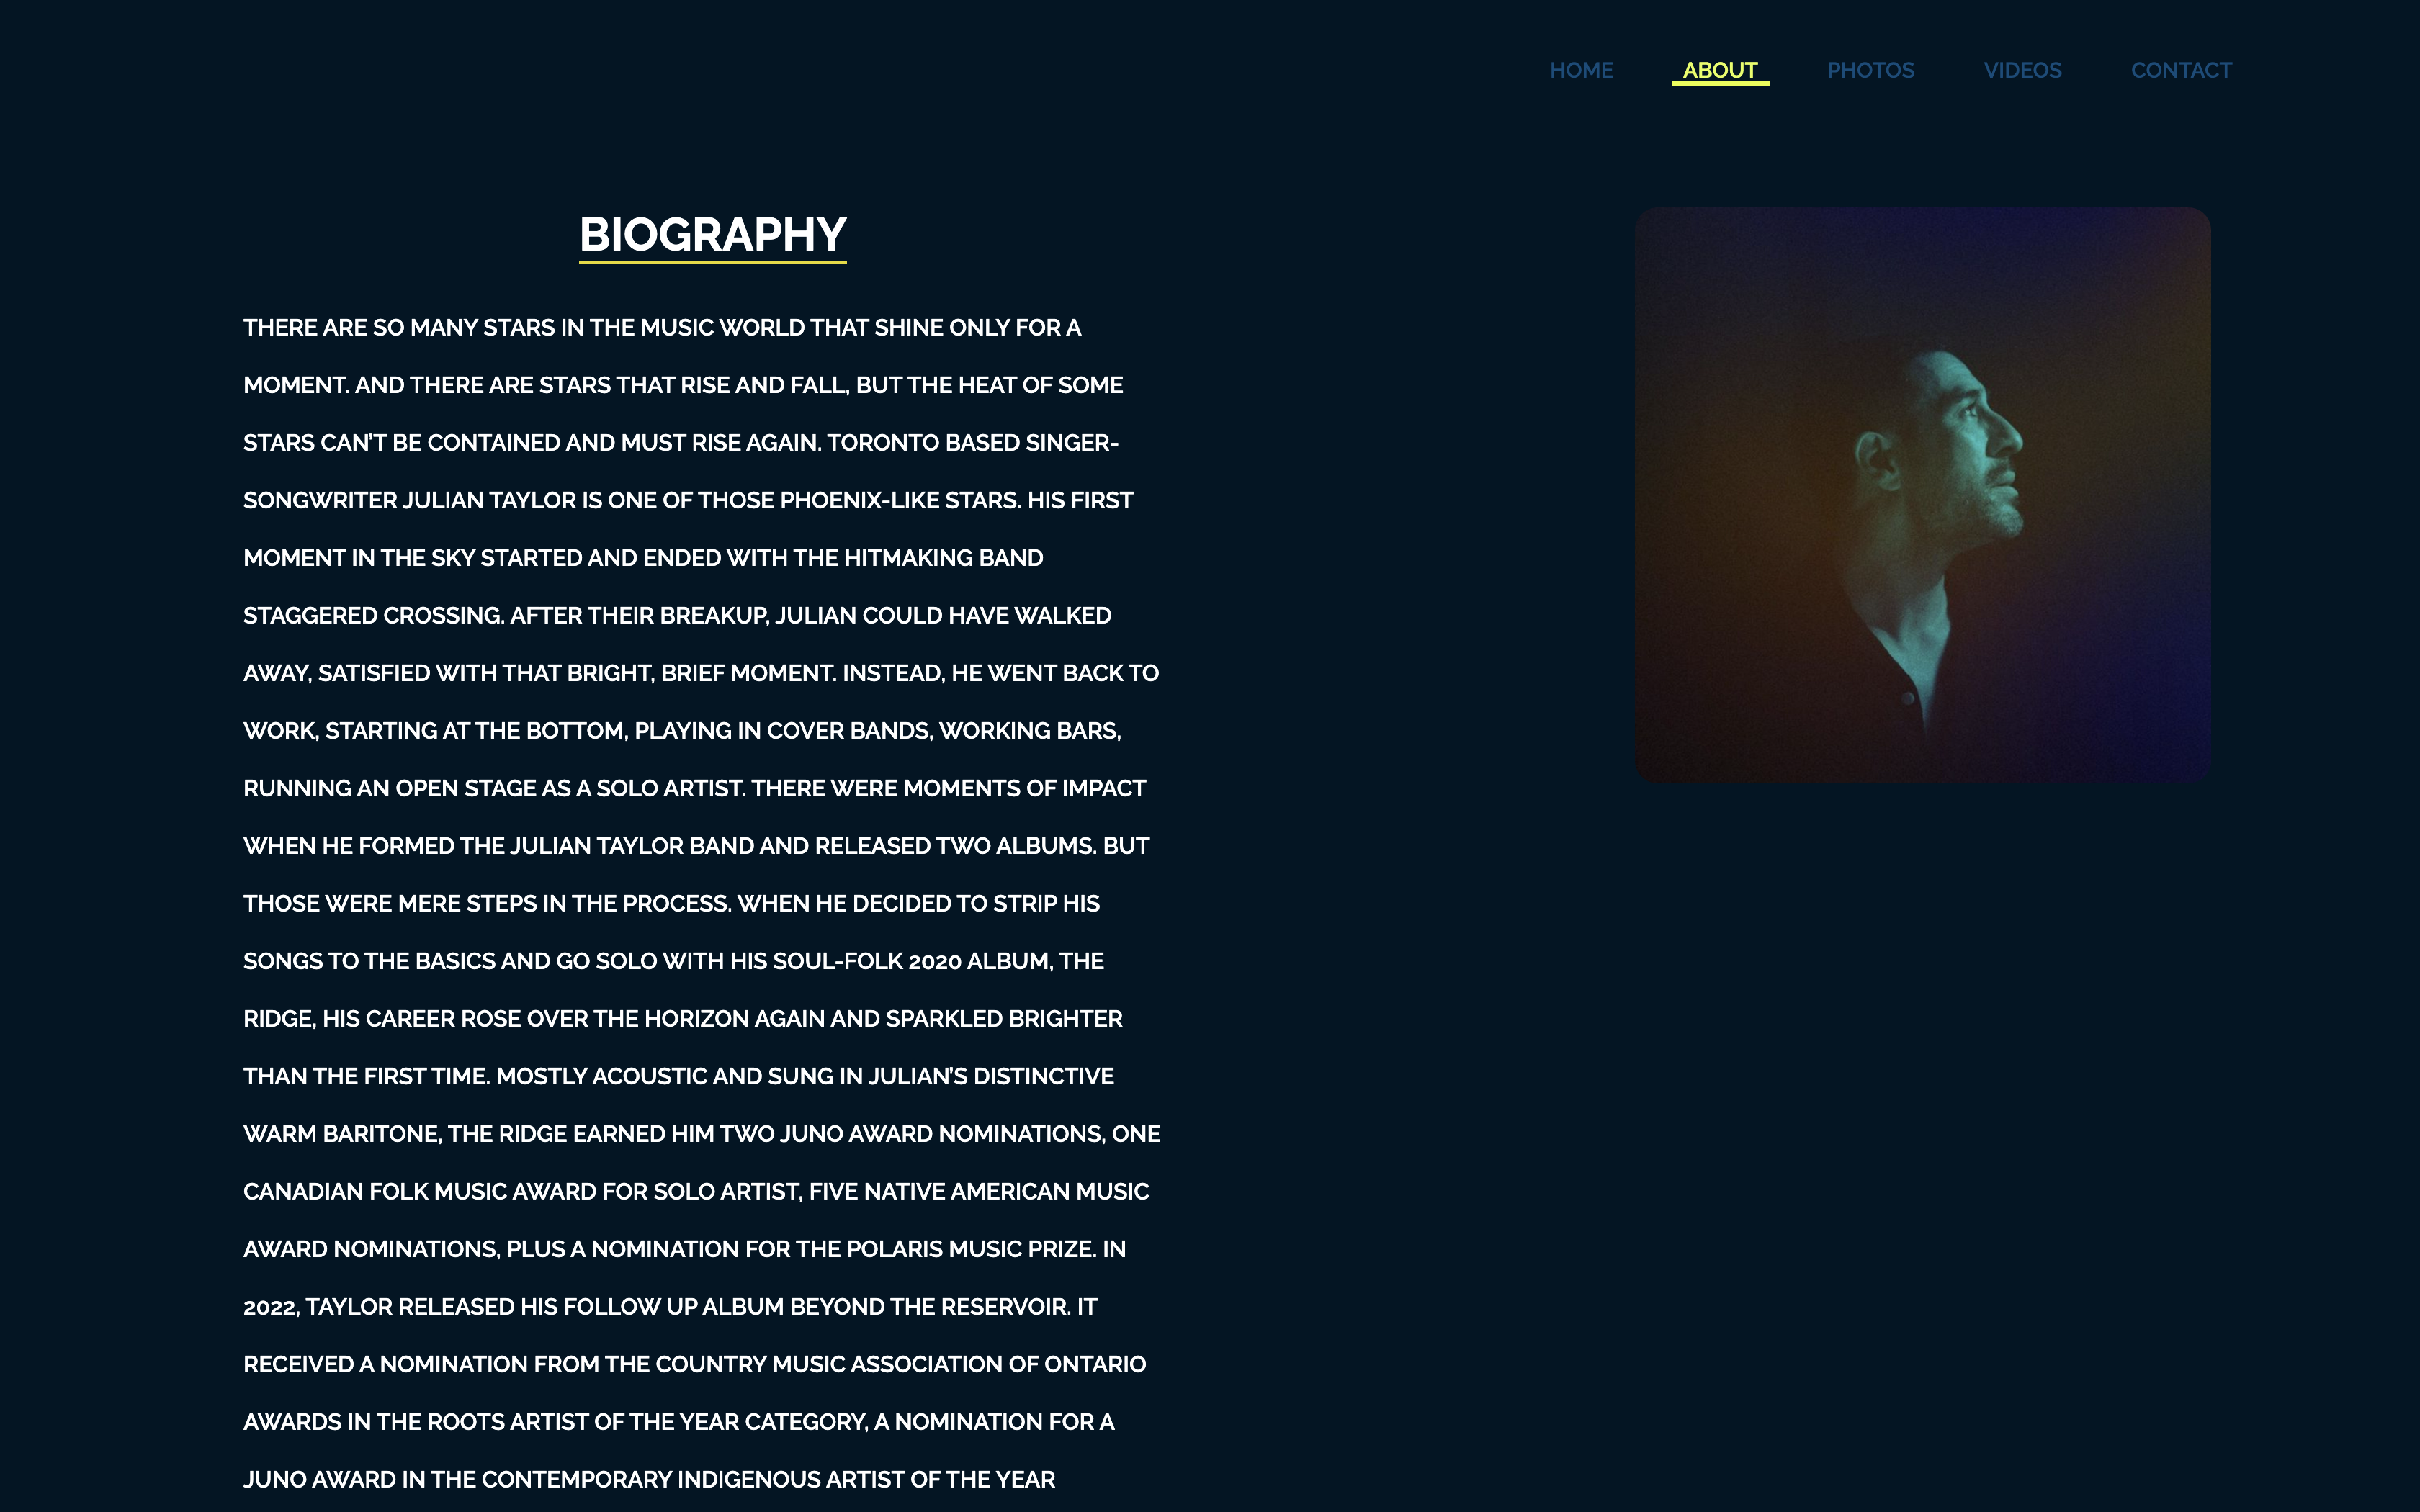 HOME ABOUT PHOTOS VIDEOS CONTACT
BIOGRAPHY
THERE ARE SO MANY STARS IN THE MUSIC WORLD THAT SHINE ONLY FOR A
MOMENT. AND THERE ARE STARS THAT RISE AND FALL, BUT THE HEAT OF SOME
STARS CAN’T BE CONTAINED AND MUST RISE AGAIN. TORONTO BASED SINGER-
SONGWRITER JULIAN TAYLOR IS ONE OF THOSE PHOENIX-LIKE STARS. HIS FIRST
MOMENT IN THE SKY STARTED AND ENDED WITH THE HITMAKING BAND
STAGGERED CROSSING. AFTER THEIR BREAKUP, JULIAN COULD HAVE WALKED
AWAY, SATISFIED WITH THAT BRIGHT, BRIEF MOMENT. INSTEAD, HE WENT BACK TO
WORK, STARTING AT THE BOTTOM, PLAYING IN COVER BANDS, WORKING BARS,
RUNNING AN OPEN STAGE AS A SOLO ARTIST. THERE WERE MOMENTS OF IMPACT
WHEN HE FORMED THE JULIAN TAYLOR BAND AND RELEASED TWO ALBUMS. BUT
THOSE WERE MERE STEPS IN THE PROCESS. WHEN HE DECIDED TO STRIP HIS
SONGS TO THE BASICS AND GO SOLO WITH HIS SOUL-FOLK 2020 ALBUM, THE
RIDGE, HIS CAREER ROSE OVER THE HORIZON AGAIN AND SPARKLED BRIGHTER
THAN THE FIRST TIME. MOSTLY ACOUSTIC AND SUNG IN JULIAN’S DISTINCTIVE
WARM BARITONE, THE RIDGE EARNED HIM TWO JUNO AWARD NOMINATIONS, ONE
CANADIAN FOLK MUSIC AWARD FOR SOLO ARTIST, FIVE NATIVE AMERICAN MUSIC
AWARD NOMINATIONS, PLUS A NOMINATION FOR THE POLARIS MUSIC PRIZE. IN
2022, TAYLOR RELEASED HIS FOLLOW UP ALBUM BEYOND THE RESERVOIR. IT
RECEIVED A NOMINATION FROM THE COUNTRY MUSIC ASSOCIATION OF ONTARIO
AWARDS IN THE ROOTS ARTIST OF THE YEAR CATEGORY, A NOMINATION FOR A
JUNO AWARD IN THE CONTEMPORARY INDIGENOUS ARTIST OF THE YEAR